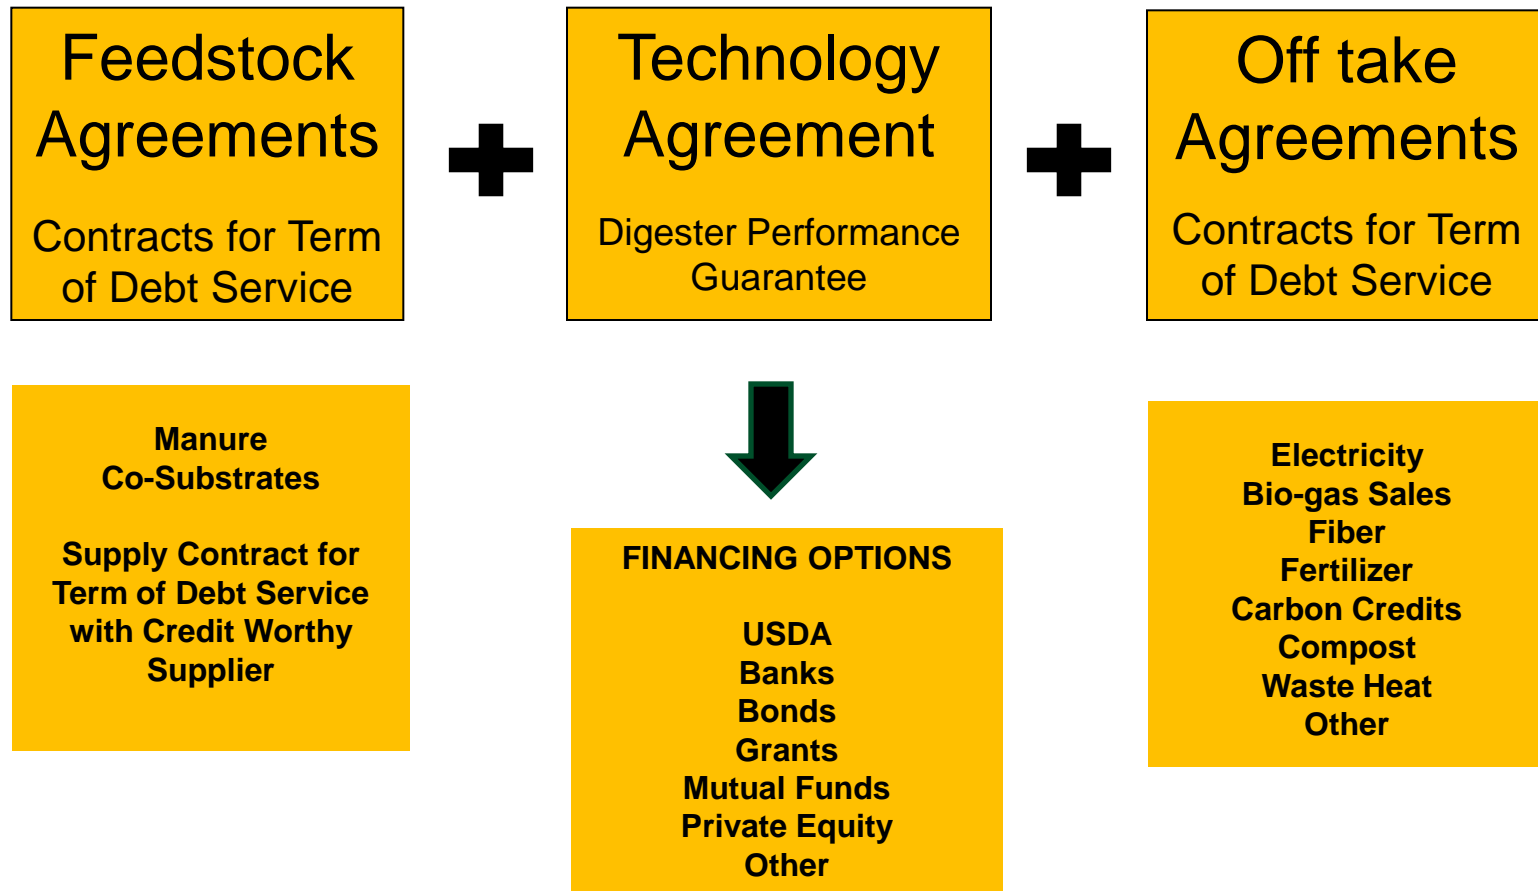 Feedstock
Agreements
Contracts for Term
of Debt Service
Technology
Agreement
Digester Performance
Guarantee
Off take
Agreements
Contracts for Term
of Debt Service
Manure
Co-Substrates
Supply Contract for
Term of Debt Service
with Credit Worthy
Supplier
FINANCING OPTIONS
USDA
Banks
Bonds
Grants
Mutual Funds
Private Equity
Other
Electricity
Bio-gas Sales
Fiber
Fertilizer
Carbon Credits
Compost
Waste Heat
Other